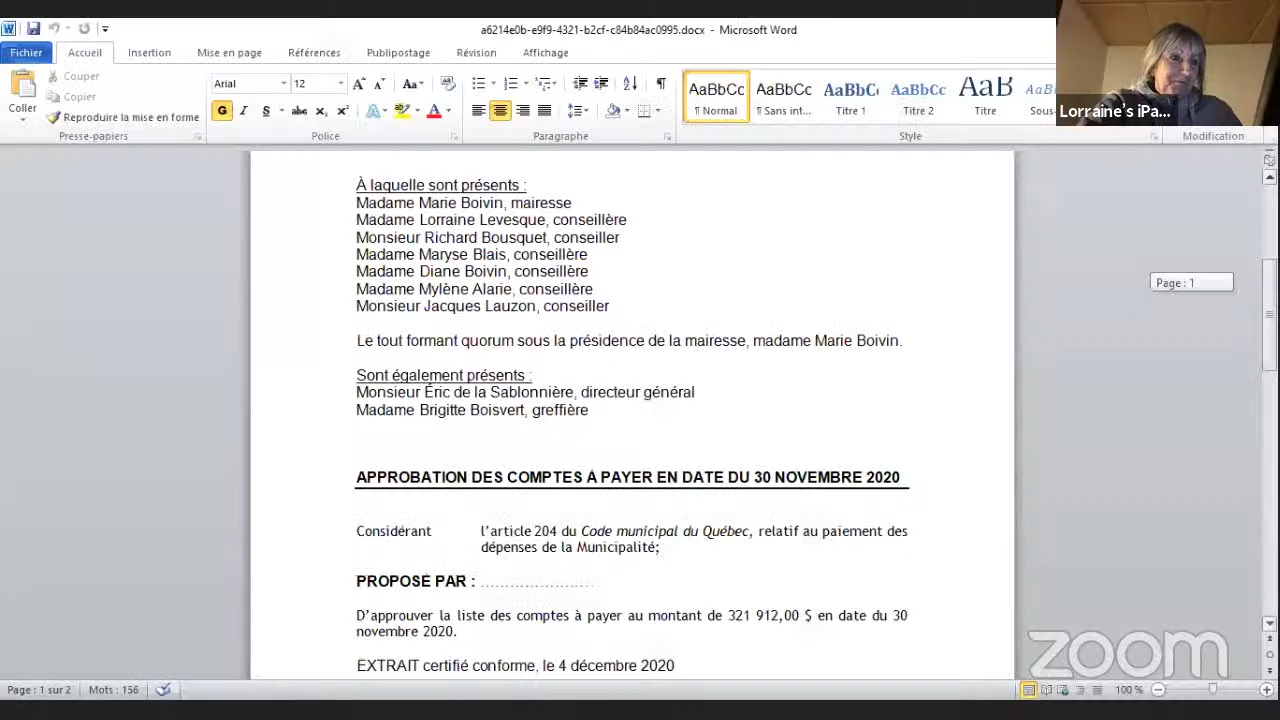 a6214e0b-e9f9-4321-b2cf-c84b84ac0995.docx - Microsoft Word
Fichier Accueil Insertion Mise en page Références Publipostage Révision Affichage
Coller
Couper
Copier
Reproduire la mise en forme
Arial 12
G I S abc x₂ x²
AaBbCc AaBbCc AaBbC AaBbCc AaB
¶ Normal ¶ Sans int... Titre 1 Titre 2 Titre Sous-
Lorraine's iPa...
Presse-papiers Police Paragraphe Style Modification
À laquelle sont présents :
Madame Marie Boivin, mairesse
Madame Lorraine Levesque, conseillère
Monsieur Richard Bousquet, conseiller
Madame Maryse Blais, conseillère
Madame Diane Boivin, conseillère
Madame Mylène Alarie, conseillère
Monsieur Jacques Lauzon, conseiller
Page : 1
Le tout formant quorum sous la présidence de la mairesse, madame Marie Boivin.
Sont également présents :
Monsieur Éric de la Sablonnière, directeur général
Madame Brigitte Boisvert, greffière
APPROBATION DES COMPTES À PAYER EN DATE DU 30 NOVEMBRE 2020
Considérant l'article 204 du Code municipal du Québec, relatif au paiement des
dépenses de la Municipalité;
PROPOSÉ PAR : ........................
D'approuver la liste des comptes à payer au montant de 321 912,00 $ en date du 30
novembre 2020.
EXTRAIT certifié conforme, le 4 décembre 2020
zoom
Page : 1 sur 2 Mots : 156 100 %